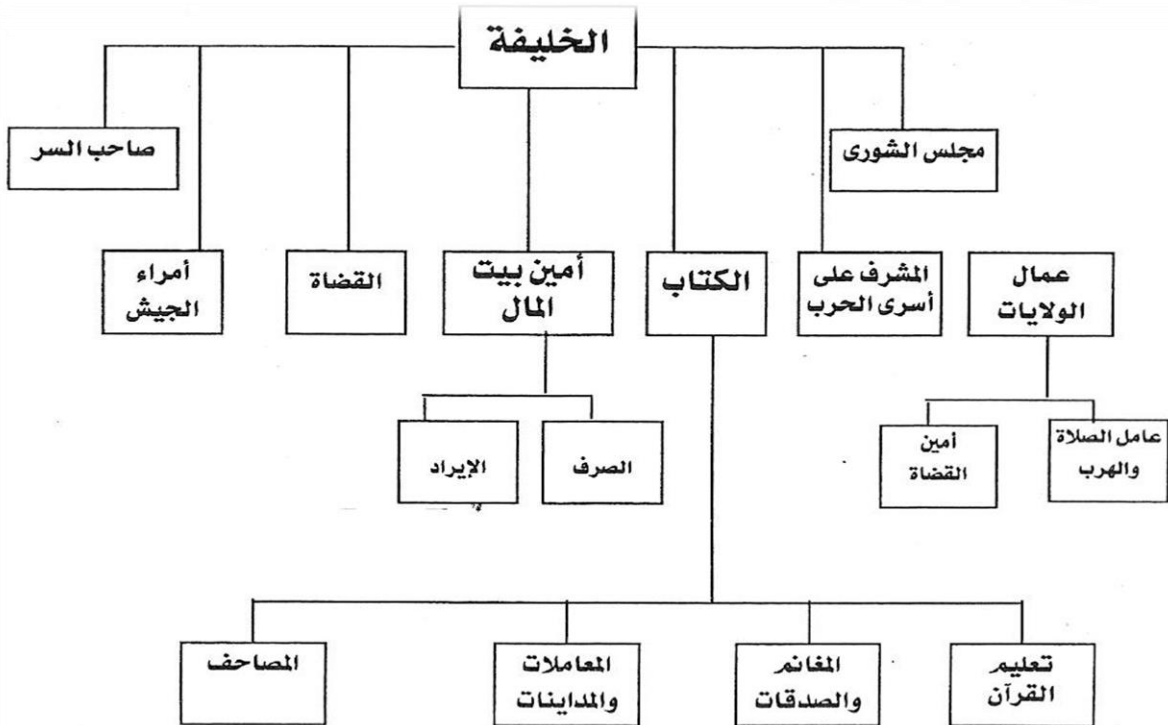 الخليفة
مجلس الشورى
صاحب السر
عمال
الولايات
المشرف على
أسرى الحرب
الكتاب
أمين بيت
المال
القضاة
أمراء
الجيش
عامل الصلاة
والهرب
أمين
القضاة
الصرف
الإيراد
تعليم
القرآن
المغانم
والصدقات
المعاملات
والمداينات
المصاحف